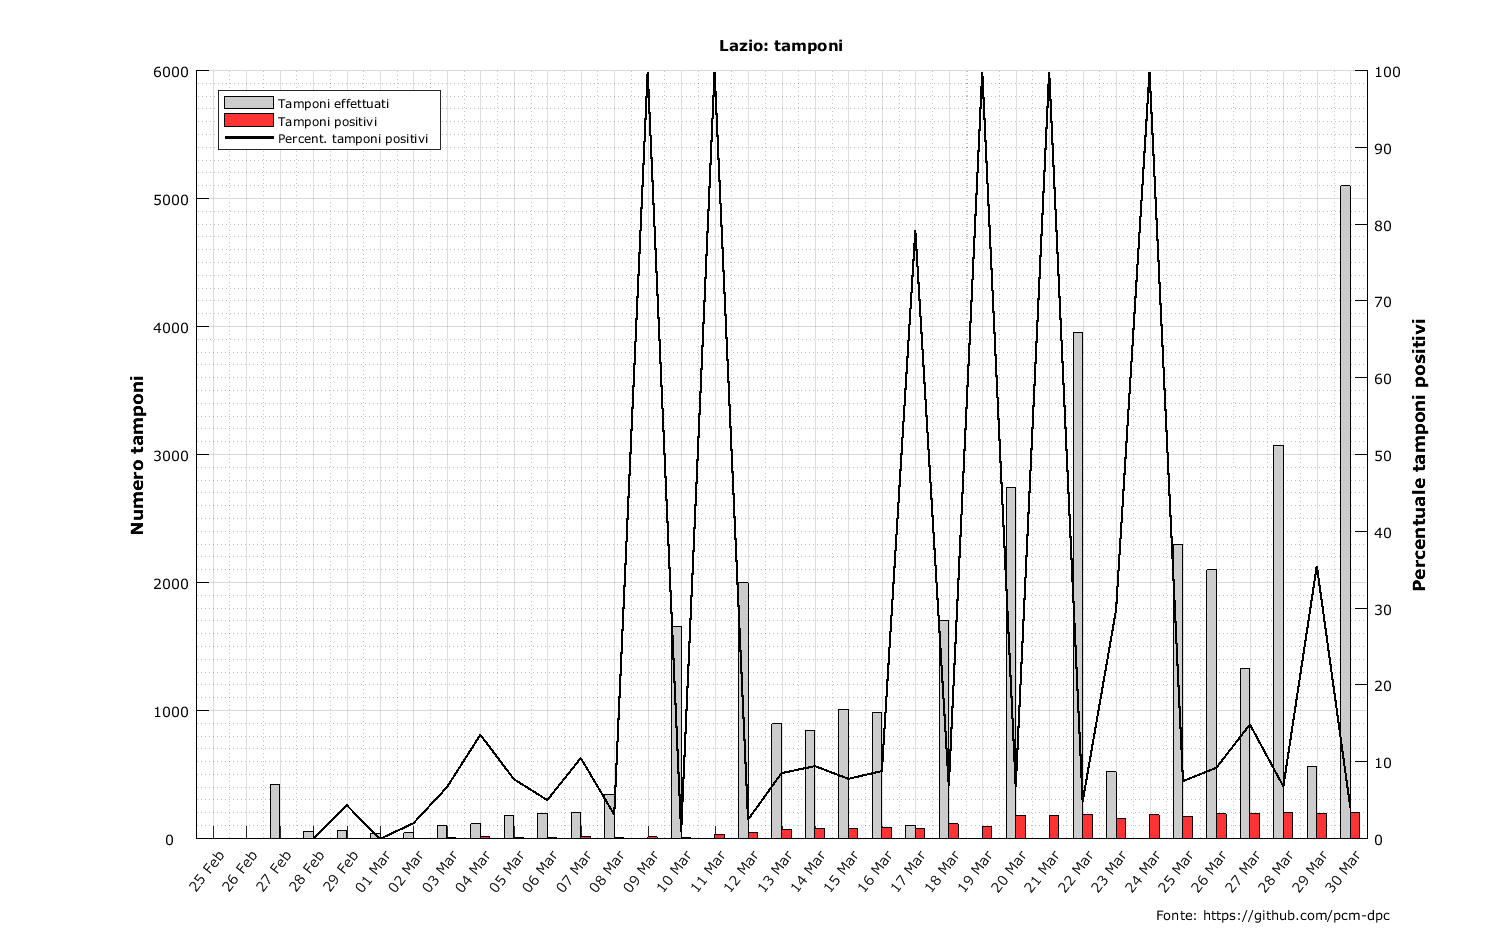 Lazio: tamponi
Tamponi effettuati
Tamponi positivi
Percent. tamponi positivi
Numero tamponi
6000
5000
4000
3000
2000
1000
0
Percentuale tamponi positivi
100
90
80
70
60
50
40
30
20
10
0
25 Feb
26 Feb
27 Feb
28 Feb
29 Feb
01 Mar
02 Mar
03 Mar
04 Mar
05 Mar
06 Mar
07 Mar
08 Mar
09 Mar
10 Mar
11 Mar
12 Mar
13 Mar
14 Mar
15 Mar
16 Mar
17 Mar
18 Mar
19 Mar
20 Mar
21 Mar
22 Mar
23 Mar
24 Mar
25 Mar
26 Mar
27 Mar
28 Mar
29 Mar
30 Mar
Fonte: https://github.com/pcm-dpc